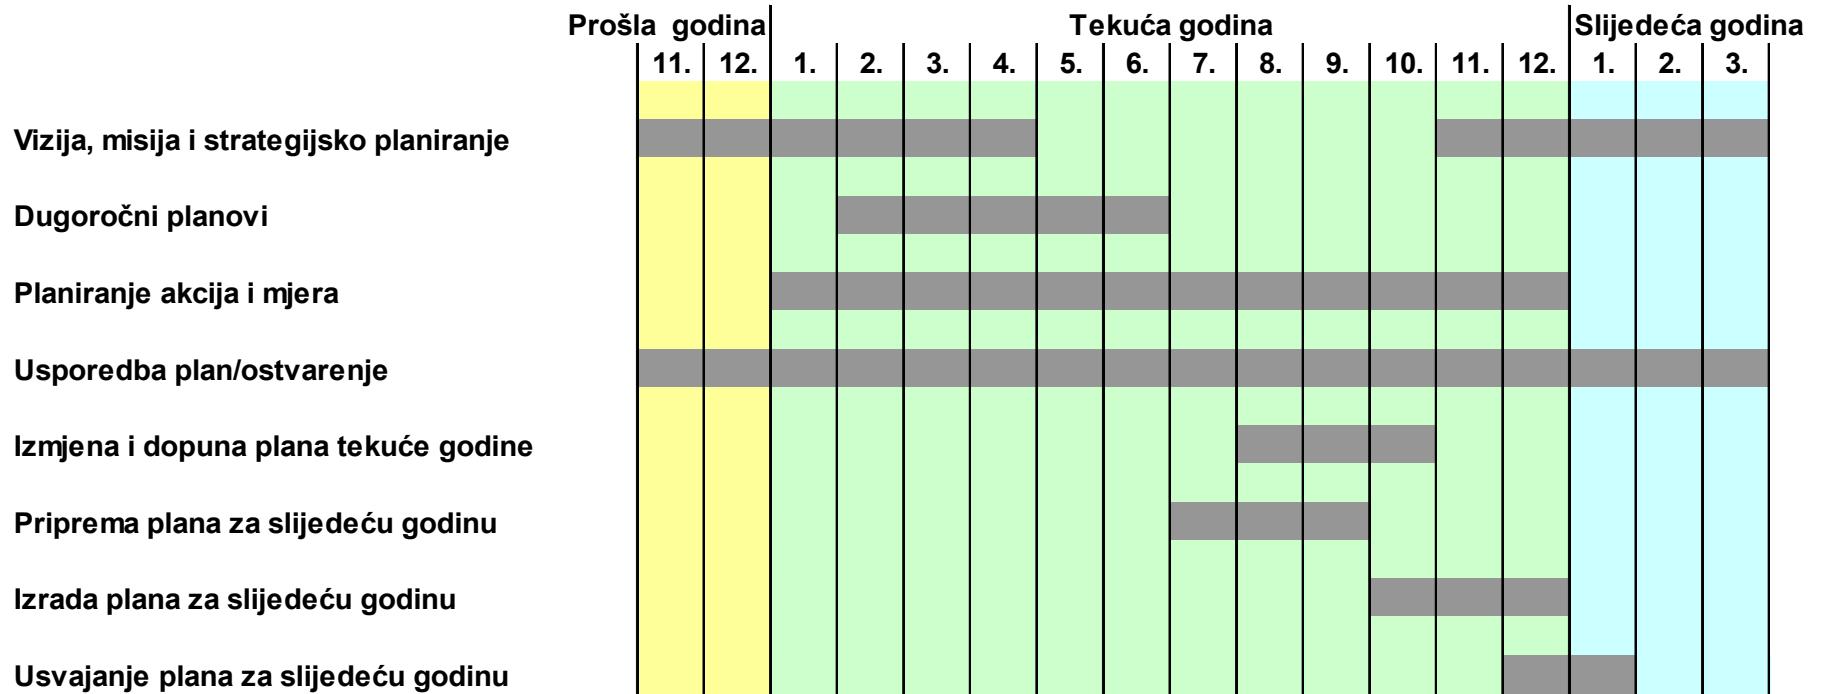 Prošla godina Tekuća godina Slijedeća godina
11. 12. 1. 2. 3. 4. 5. 6. 7. 8. 9. 10. 11. 12. 1. 2. 3.
Vizija, misija i strategijsko planiranje
Dugoročni planovi
Planiranje akcija i mjera
Usporedba plan/ostvarenje
Izmjena i dopuna plana tekuće godine
Priprema plana za slijedeću godinu
Izrada plana za slijedeću godinu
Usvajanje plana za slijedeću godinu